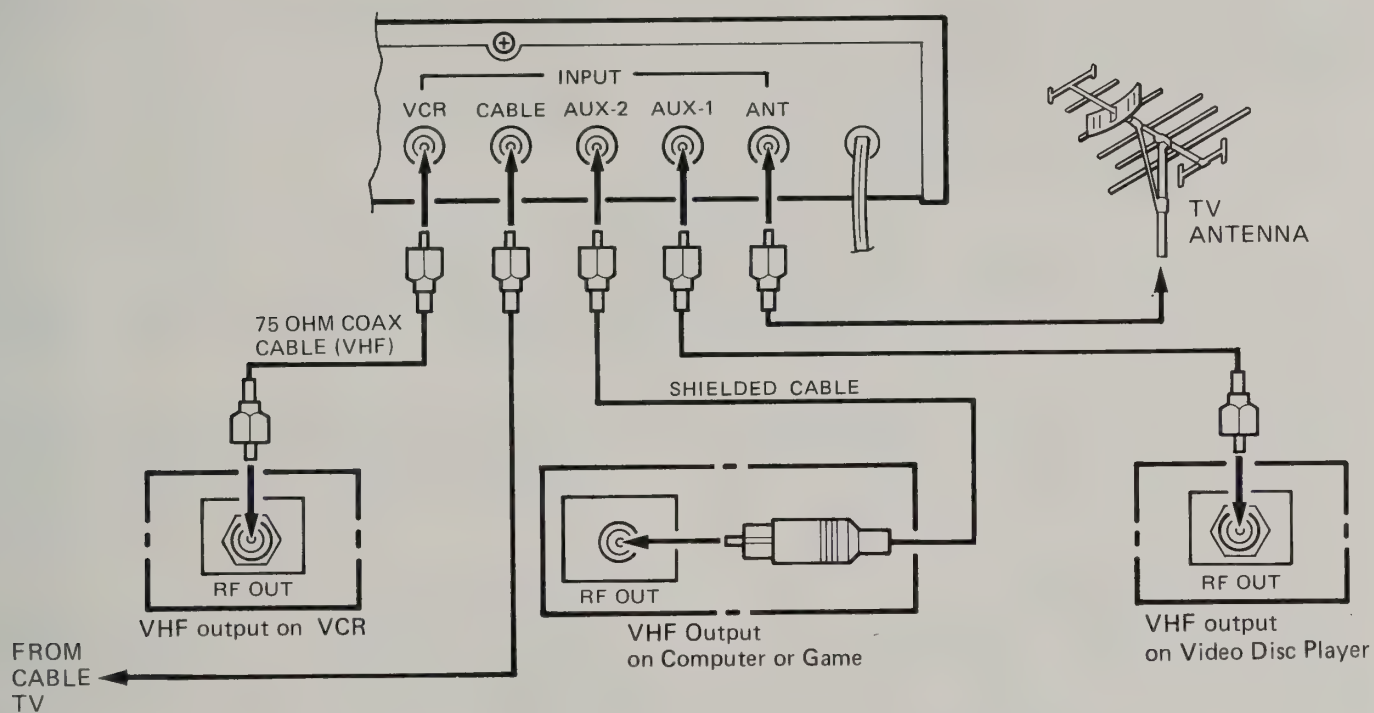 INPUT
VCR CABLE AUX-2 AUX-1 ANT
TV
ANTENNA
75 OHM COAX
CABLE (VHF)
SHIELDED CABLE
RF OUT
VHF output on VCR
RF OUT
VHF Output
on Computer or Game
RF OUT
VHF output
on Video Disc Player
FROM
CABLE
TV